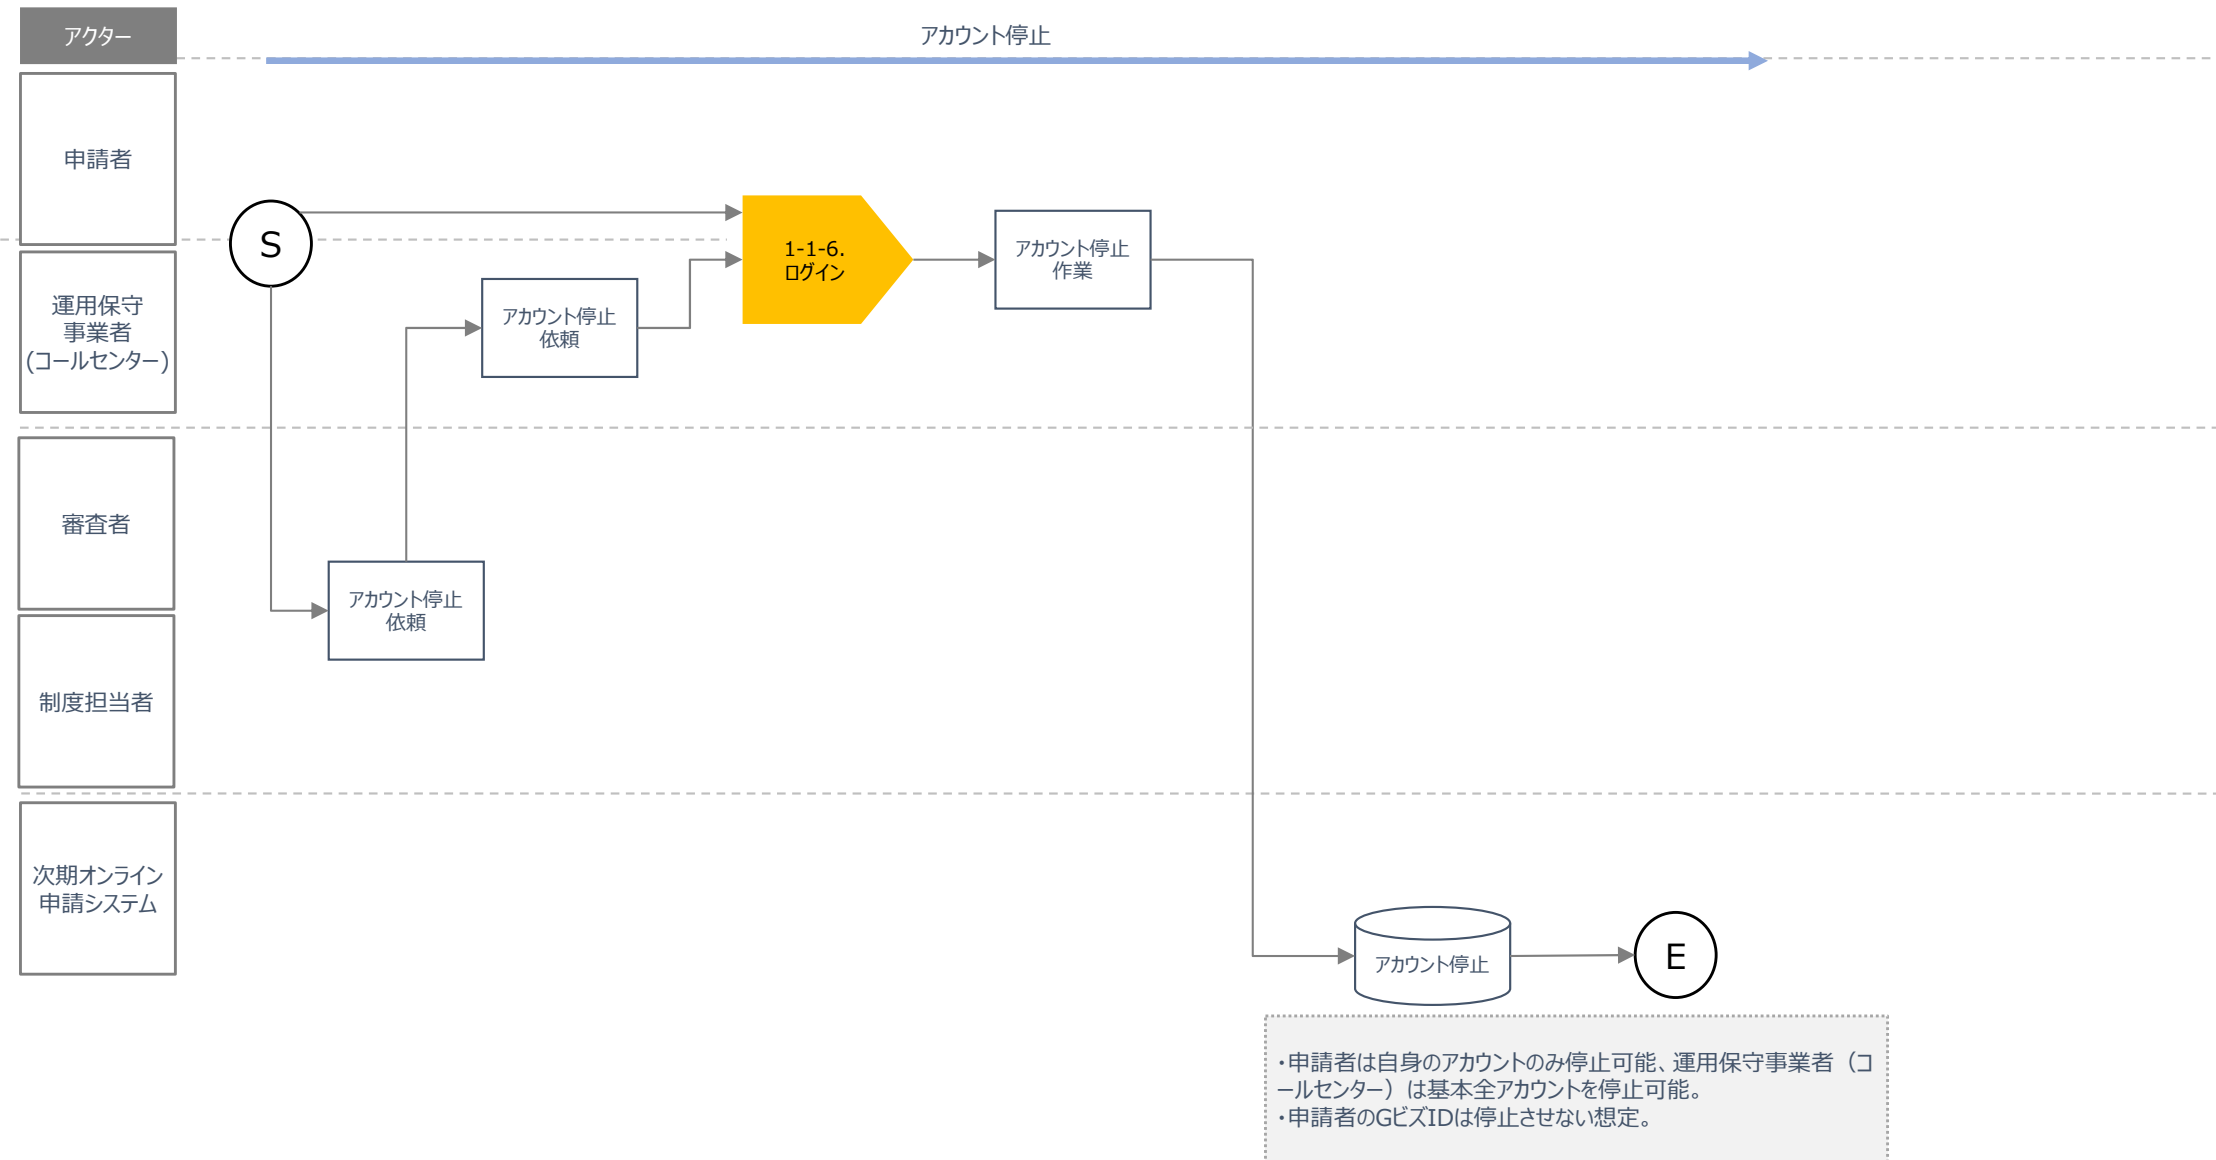 アクター
アカウント停止
申請者
S
1-1-6.
ログイン
アカウント停止
作業
運用保守
事業者
(コールセンター)
アカウント停止
依頼
審査者
アカウント停止
依頼
制度担当者
次期オンライン
申請システム
アカウント停止
E
・申請者は自身のアカウントのみ停止可能、運用保守事業者（コ
ールセンター）は基本全アカウントを停止可能。
・申請者のGビズIDは停止させない想定。